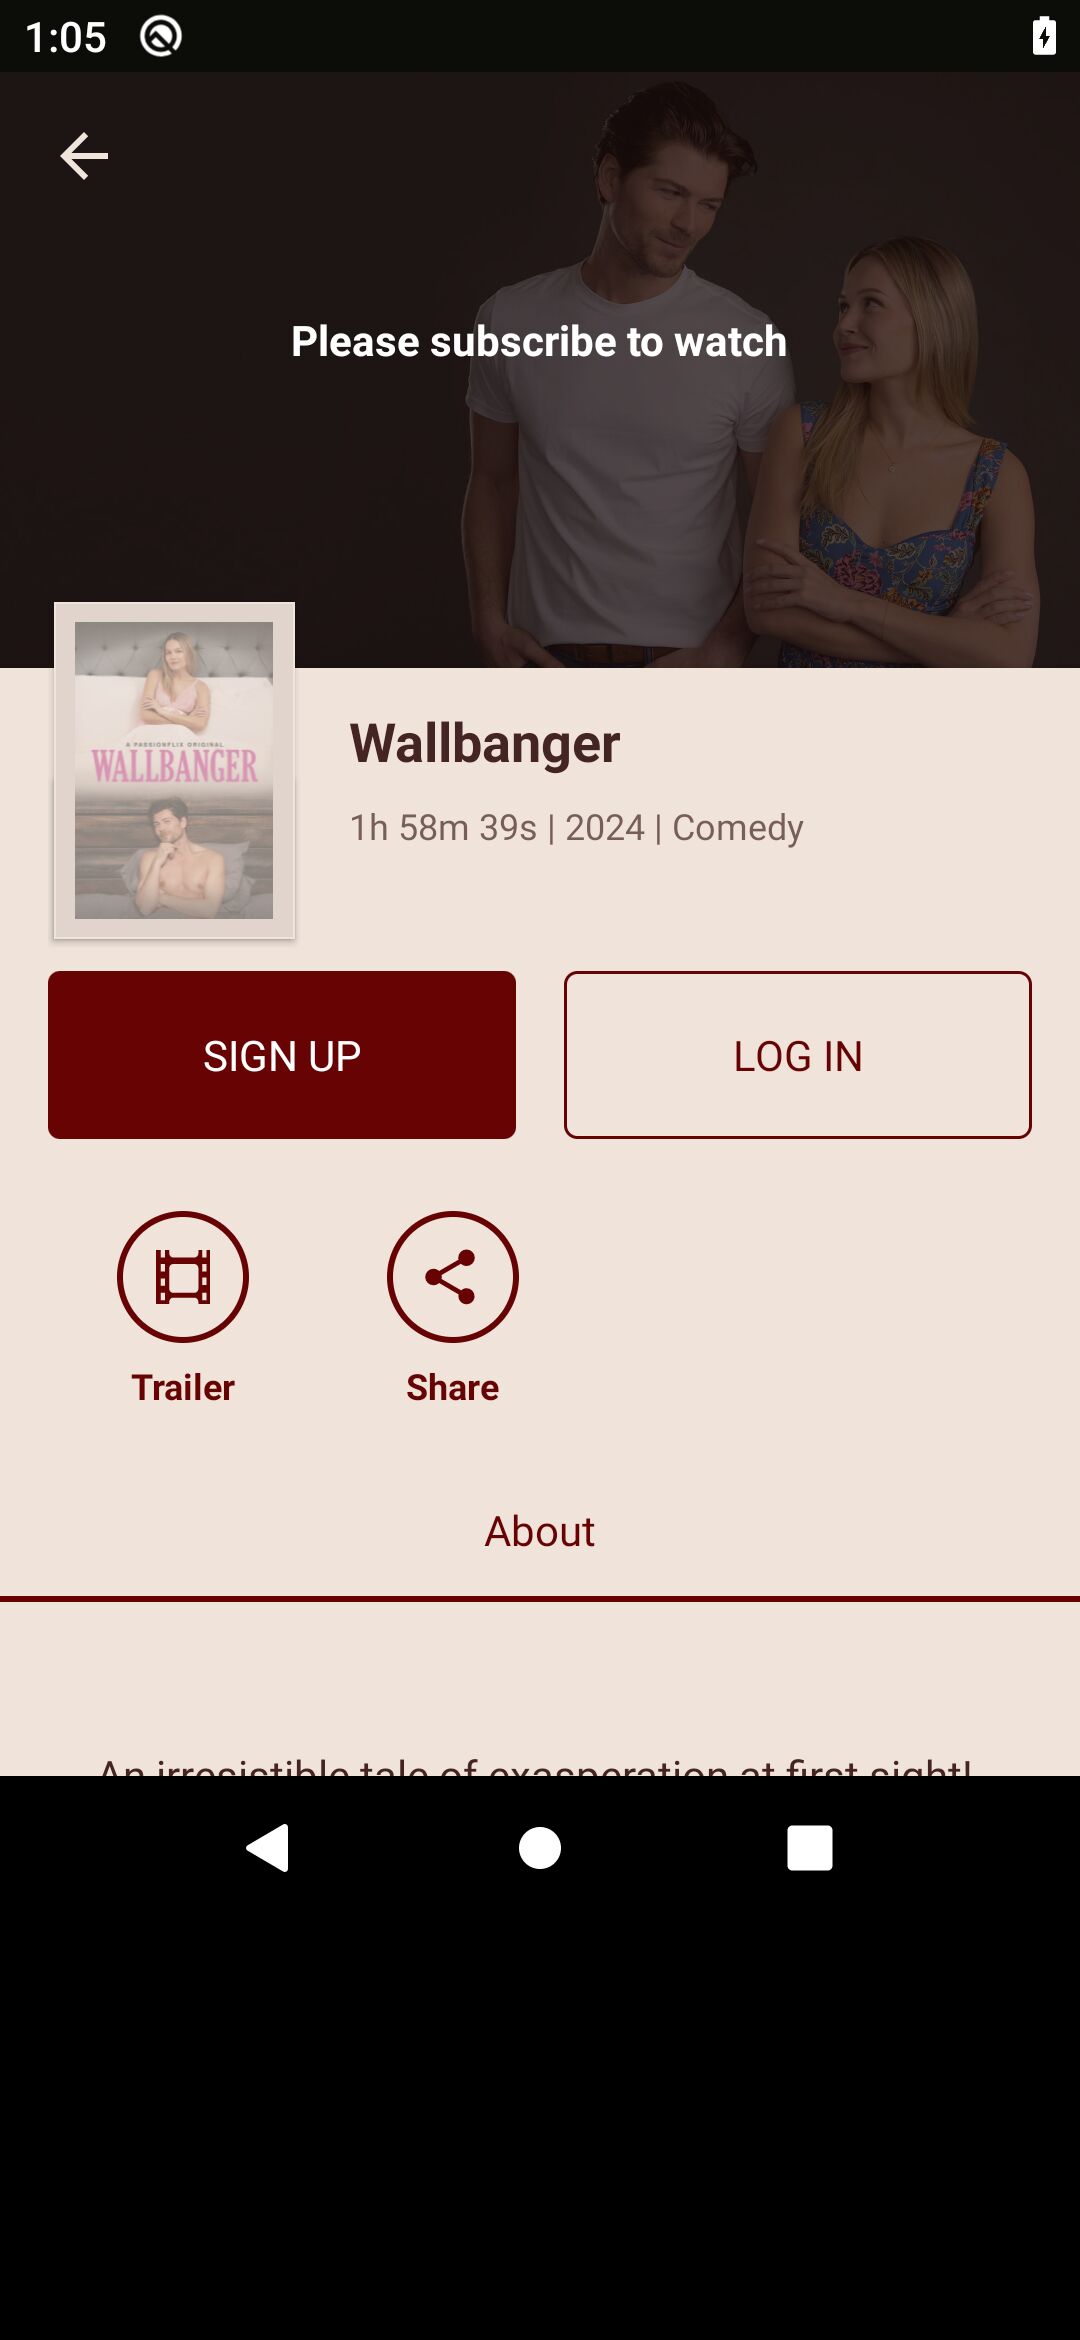 1:05
Please subscribe to watch
A PASSIONFLIX ORIGINAL
WALLBANGER
Wallbanger
1h 58m 39s | 2024 | Comedy
SIGN UP
LOG IN
Trailer
Share
About
An irresistible tale of exasperation at first sight!